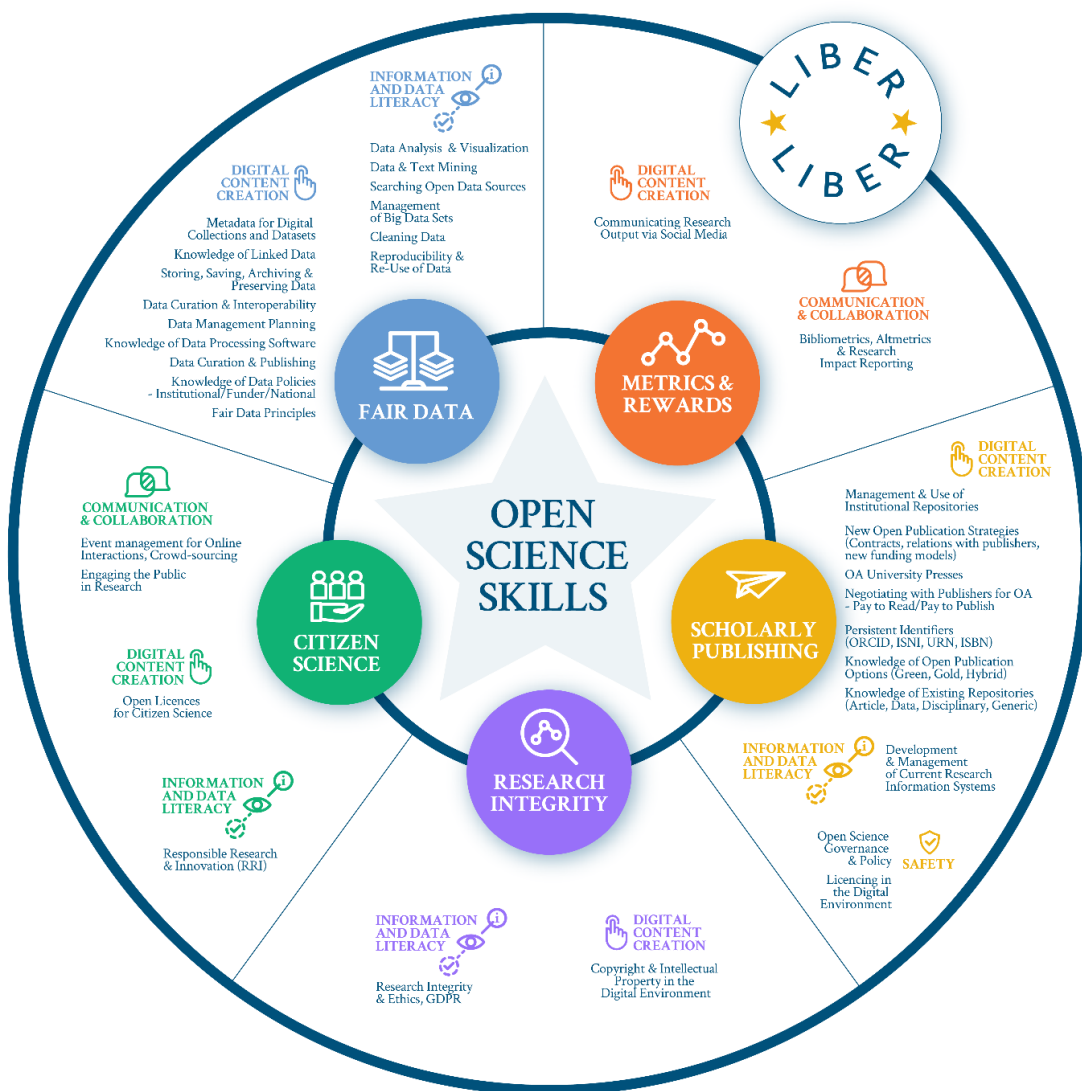 LIBER
LIBER
INFORMATION
AND DATA
LITERACY
Data Analysis & Visualization
Data & Text Mining
Searching Open Data Sources
Management
of Big Data Sets
Cleaning Data
Reproducibility &
Re-Use of Data
DIGITAL
CONTENT
CREATION
Metadata for Digital
Collections and Datasets
Knowledge of Linked Data
Storing, Saving, Archiving &
Preserving Data
Data Curation & Interoperability
Data Management Planning
Knowledge of Data Processing Software
Data Curation & Publishing
Knowledge of Data Policies
- Institutional/Funder/National
Fair Data Principles
FAIR DATA
DIGITAL
CONTENT
CREATION
Communicating Research
Output via Social Media
COMMUNICATION
& COLLABORATION
Bibliometrics, Altmetrics
& Research
Impact Reporting
METRICS &
REWARDS
OPEN
SCIENCE
SKILLS
DIGITAL
CONTENT
CREATION
Management & Use of
Institutional Repositories
New Open Publication Strategies
(Contracts, relations with publishers,
new funding models)
OA University Presses
Negotiating with Publishers for OA
- Pay to Read/Pay to Publish
Persistent Identifiers
(ORCID, ISNI, URN, ISBN)
Knowledge of Open Publication
Options (Green, Gold, Hybrid)
Knowledge of Existing Repositories
(Article, Data, Disciplinary, Generic)
INFORMATION
AND DATA
LITERACY
Development
& Management
of Current Research
Information Systems
Open Science
Governance
& Policy
Licencing in
the Digital
Environment
SAFETY
SCHOLARLY
PUBLISHING
COMMUNICATION
& COLLABORATION
Event management for Online
Interactions, Crowd-sourcing
Engaging the Public
in Research
DIGITAL
CONTENT
CREATION
Open Licences
for Citizen Science
INFORMATION
AND DATA
LITERACY
Responsible Research
& Innovation (RRI)
CITIZEN
SCIENCE
RESEARCH
INTEGRITY
INFORMATION
AND DATA
LITERACY
Research Integrity
& Ethics, GDPR
DIGITAL
CONTENT
CREATION
Copyright & Intellectual
Property in the
Digital Environment